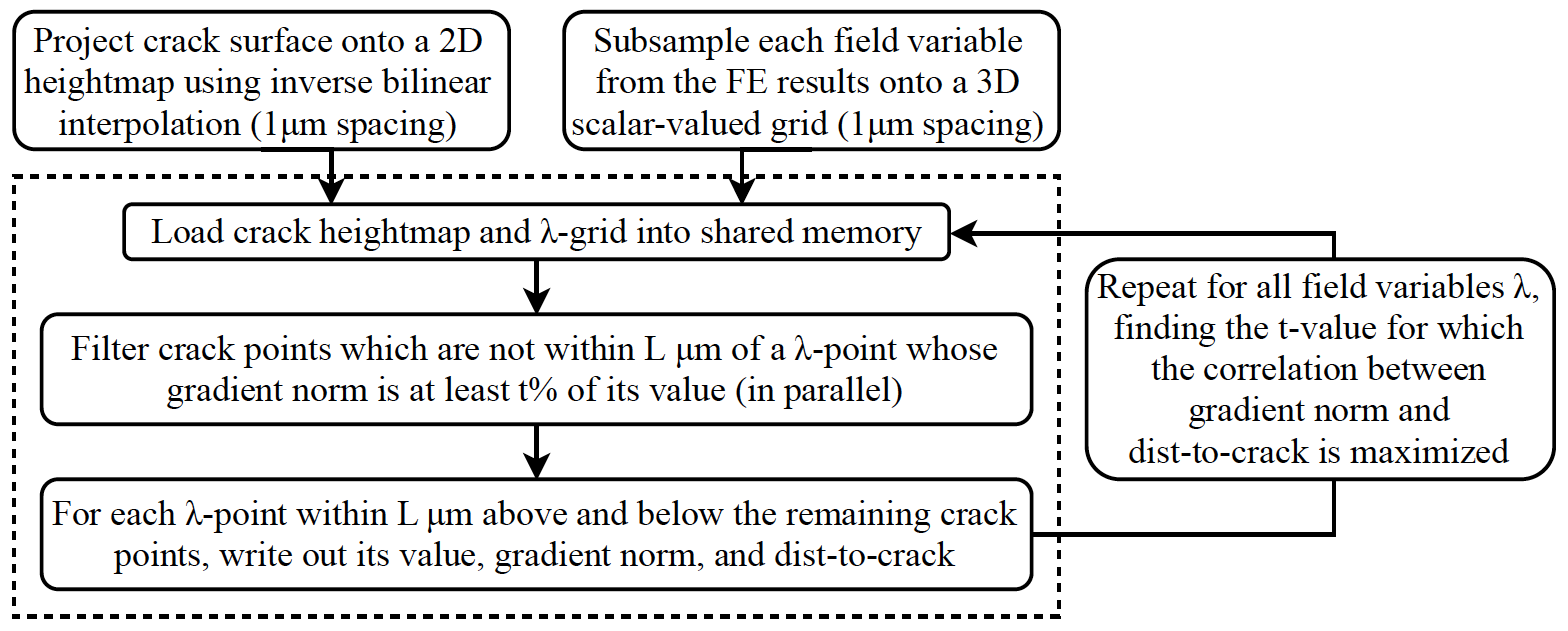 Project crack surface onto a 2D
heightmap using inverse bilinear
interpolation (1μm spacing)
Subsample each field variable
from the FE results onto a 3D
scalar-valued grid (1μm spacing)
Load crack heightmap and λ-grid into shared memory
Filter crack points which are not within L μm of a λ-point whose
gradient norm is at least t% of its value (in parallel)
For each λ-point within L μm above and below the remaining crack
points, write out its value, gradient norm, and dist-to-crack
Repeat for all field variables λ,
finding the t-value for which
the correlation between
gradient norm and
dist-to-crack is maximized